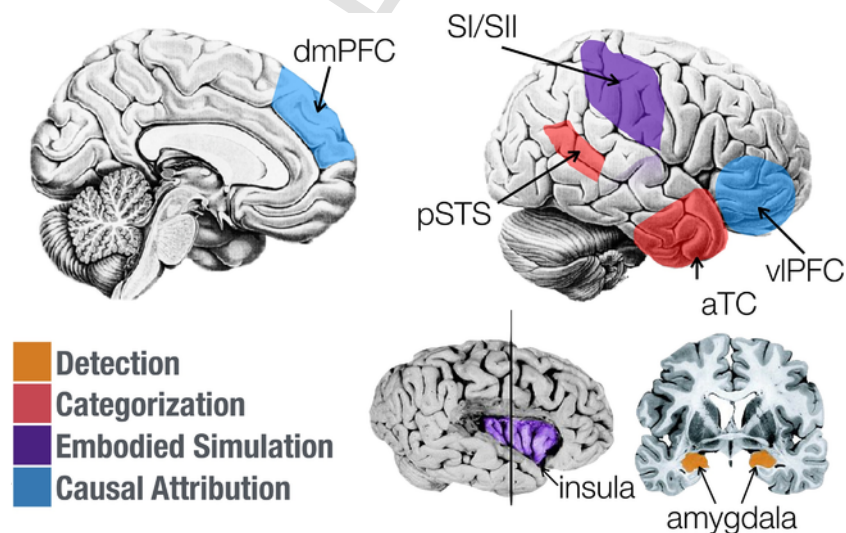 dmPFC
SI/SII
pSTS
vlPFC
aTC
Detection
Categorization
Embodied Simulation
Causal Attribution
insula
amygdala